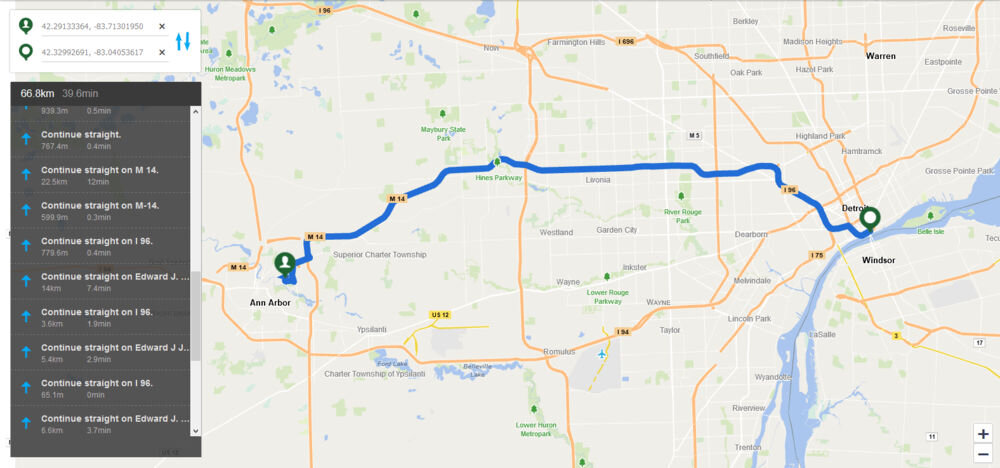 42.29133364, -83.71301950
42.32992691, -83.04053617
66.8km 39.6min
939.3m 0.5min
Continue straight.
767.4m 0.4min
Continue straight on M 14.
22.5km 12min
Continue straight on M-14.
599.9m 0.3min
Continue straight on I 96.
779.6m 0.4min
Continue straight on Edward J. ...
14km 7.4min
Continue straight on I 96.
3.6km 1.9min
Continue straight on Edward J J...
5.4km 2.9min
Continue straight on I 96.
65.1m 0min
Continue straight on Edward J. ...
6.6km 3.7min
I 96
Huron Meadows
Metropark
Novi
Farmington Hills
I 696
Berkley
Southfield
Oak Park
Madison Heights
Hazel Park
Warren
Roseville
Eastpointe
Grosse Pointe
Maybury State
Park
M 5
Highland Park
Hamtramck
Hines Parkway
Livonia
Grosse Pointe Park
M 14
I 96
River Rouge
Park
Detroit
Belle Isle
M 14
Westland
Garden City
Dearborn
Windsor
Superior Charter Township
M 14
I 75
Ann Arbor
Inkster
Wayne
Lower Rouge
Parkway
WAYNE
Melvindale
Lincoln Park
LaSalle
Ypsilanti
US 12
I 94
Taylor
3
17
Romulus
Ford Lake
Belleville
Lake
Charter Township of Ypsilanti
Wyandotte
Riverview
Lower Huron
Metropark
Trenton
11
US 12
+
−